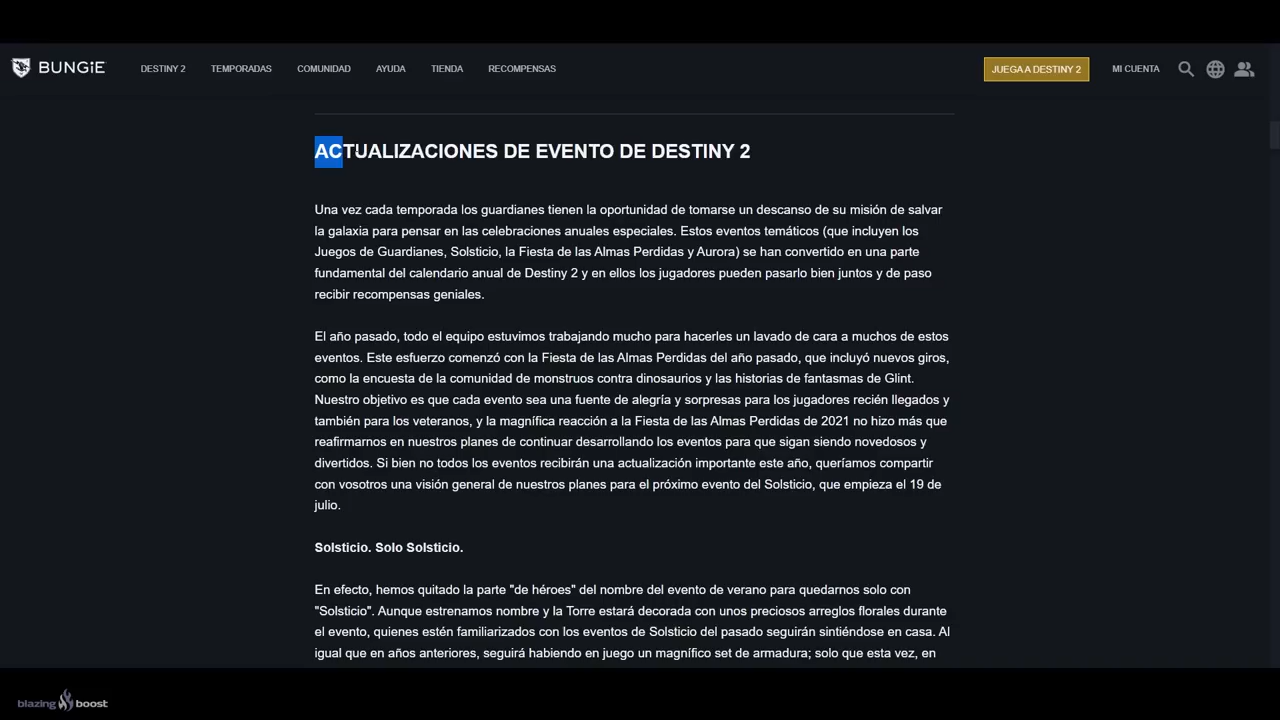 BUNGiE
DESTINY 2
TEMPORADAS
COMUNIDAD
AYUDA
TIENDA
RECOMPENSAS
JUEGA A DESTINY 2
MI CUENTA
ACTUALIZACIONES DE EVENTO DE DESTINY 2
Una vez cada temporada los guardianes tienen la oportunidad de tomarse un descanso de su misión de salvar
la galaxia para pensar en las celebraciones anuales especiales. Estos eventos temáticos (que incluyen los
Juegos de Guardianes, Solsticio, la Fiesta de las Almas Perdidas y Aurora) se han convertido en una parte
fundamental del calendario anual de Destiny 2 y en ellos los jugadores pueden pasarlo bien juntos y de paso
recibir recompensas geniales.
El año pasado, todo el equipo estuvimos trabajando mucho para hacerles un lavado de cara a muchos de estos
eventos. Este esfuerzo comenzó con la Fiesta de las Almas Perdidas del año pasado, que incluyó nuevos giros,
como la encuesta de la comunidad de monstruos contra dinosaurios y las historias de fantasmas de Glint.
Nuestro objetivo es que cada evento sea una fuente de alegría y sorpresas para los jugadores recién llegados y
también para los veteranos, y la magnífica reacción a la Fiesta de las Almas Perdidas de 2021 no hizo más que
reafirmarnos en nuestros planes de continuar desarrollando los eventos para que sigan siendo novedosos y
divertidos. Si bien no todos los eventos recibirán una actualización importante este año, queríamos compartir
con vosotros una visión general de nuestros planes para el próximo evento del Solsticio, que empieza el 19 de
julio.
Solsticio. Solo Solsticio.
En efecto, hemos quitado la parte "de héroes" del nombre del evento de verano para quedarnos solo con
"Solsticio". Aunque estrenamos nombre y la Torre estará decorada con unos preciosos arreglos florales durante
el evento, quienes estén familiarizados con los eventos de Solsticio del pasado seguirán sintiéndose en casa. Al
igual que en años anteriores, seguirá habiendo en juego un magnífico set de armadura; solo que esta vez, en
blazing boost